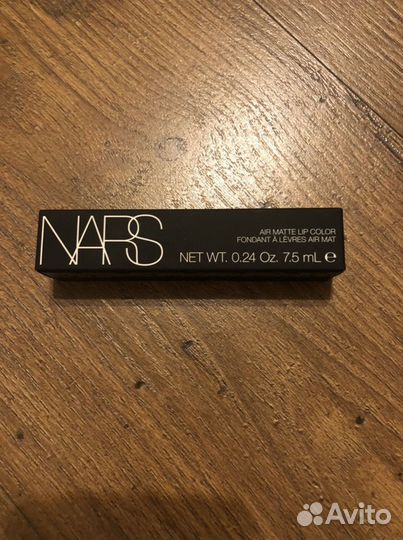 NARS
AIR MATTE LIP COLOR
FONDANT À LÈVRES AIR MAT
NET WT. 0.24 Oz. 7.5 mL ℮
Avito